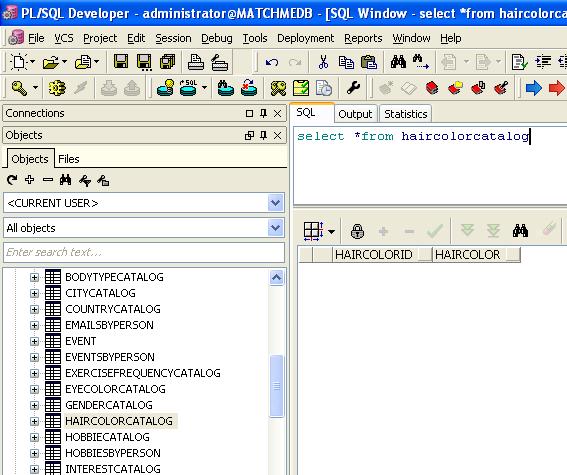 PL/SQL Developer - administrator@MATCHMEDB - [SQL Window - select *from haircolorca
File Project Edit Session Debug Tools Deployment Reports Window Help
SQL
Connections
Objects
Objects Files
<CURRENT USER>
All objects
Enter search text...
BODYTYPECATALOG
CITYCATALOG
COUNTRYCATALOG
EMAILSBYPERSON
EVENT
EVENTSBYPERSON
EXERCISEFREQUENCYCATALOG
EYECOLORCATALOG
GENDERCATALOG
HAIRCOLORCATALOG
HOBBIECATALOG
HOBBIESBYPERSON
INTERESTCATALOG
SQL Output Statistics
select *from haircolorcatalog
HAIRCOLORID HAIRCOLOR